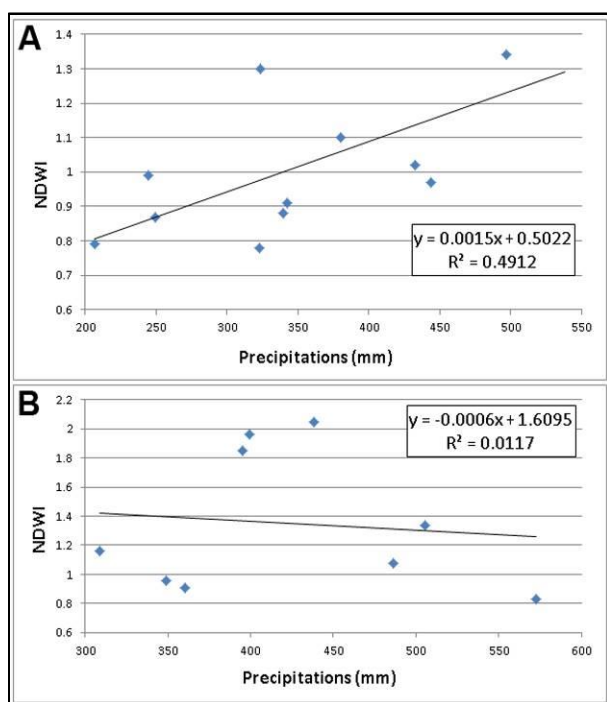 A
1.4
1.3
1.2
1.1
1
0.9
0.8
0.7
0.6
NDWI
y = 0.0015x + 0.5022
R² = 0.4912
200 250 300 350 400 450 500 550
Precipitations (mm)
B
2.2
2
1.8
1.6
1.4
1.2
1
0.8
0.6
NDWI
y = -0.0006x + 1.6095
R² = 0.0117
300 350 400 450 500 550 600
Precipitations (mm)